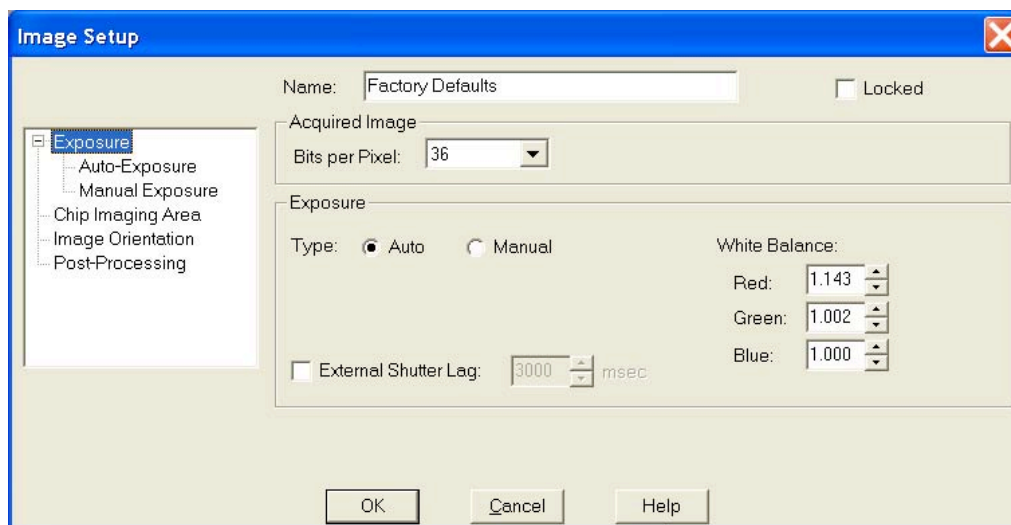 Image Setup
Name: Factory Defaults Locked
Exposure
Auto-Exposure
Manual Exposure
Chip Imaging Area
Image Orientation
Post-Processing
Acquired Image
Bits per Pixel: 36
Exposure
Type: Auto Manual
White Balance:
Red: 1.143
Green: 1.002
Blue: 1.000
External Shutter Lag: 3000 msec
OK Cancel Help